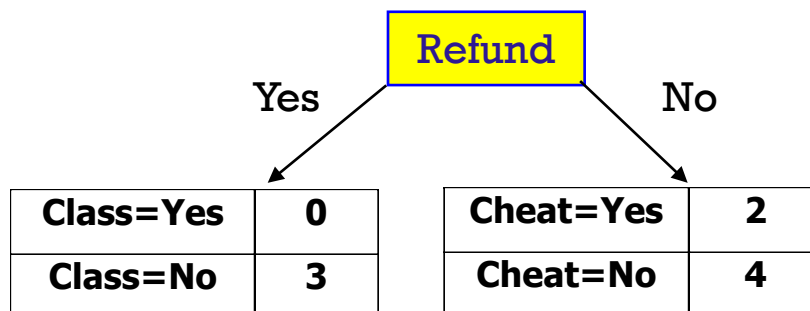 Refund
Yes
No
Class=Yes 0
Class=No 3
Cheat=Yes 2
Cheat=No 4